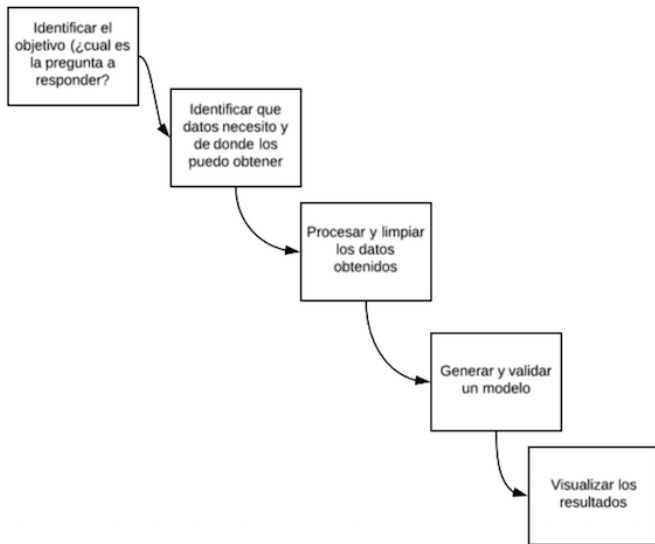 Identificar el
objetivo (¿cual es
la pregunta a
responder?
Identificar que
datos necesito y
de donde los
puedo obtener
Procesar y limpiar
los datos
obtenidos
Generar y validar
un modelo
Visualizar los
resultados